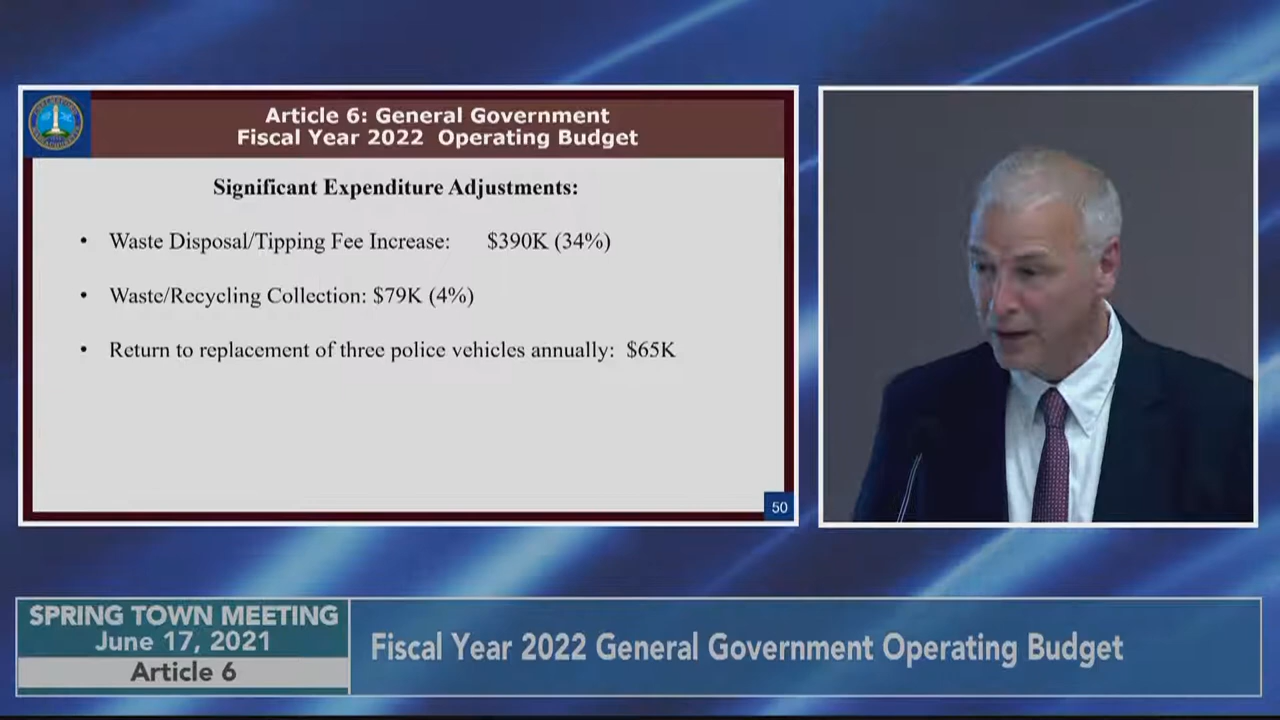 Article 6: General Government
Fiscal Year 2022 Operating Budget
Significant Expenditure Adjustments:
• Waste Disposal/Tipping Fee Increase: $390K (34%)
• Waste/Recycling Collection: $79K (4%)
• Return to replacement of three police vehicles annually: $65K
50
SPRING TOWN MEETING
June 17, 2021
Article 6
Fiscal Year 2022 General Government Operating Budget